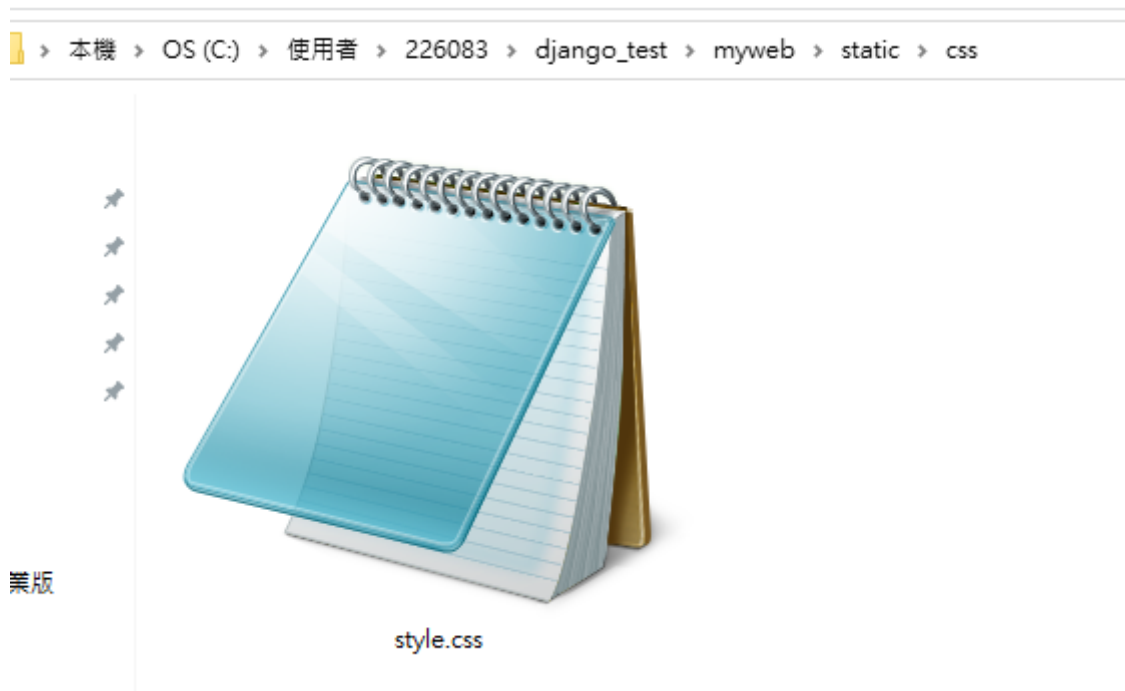 本機 > OS (C:) > 使用者 > 226083 > django_test > myweb > static > css
業版
style.css